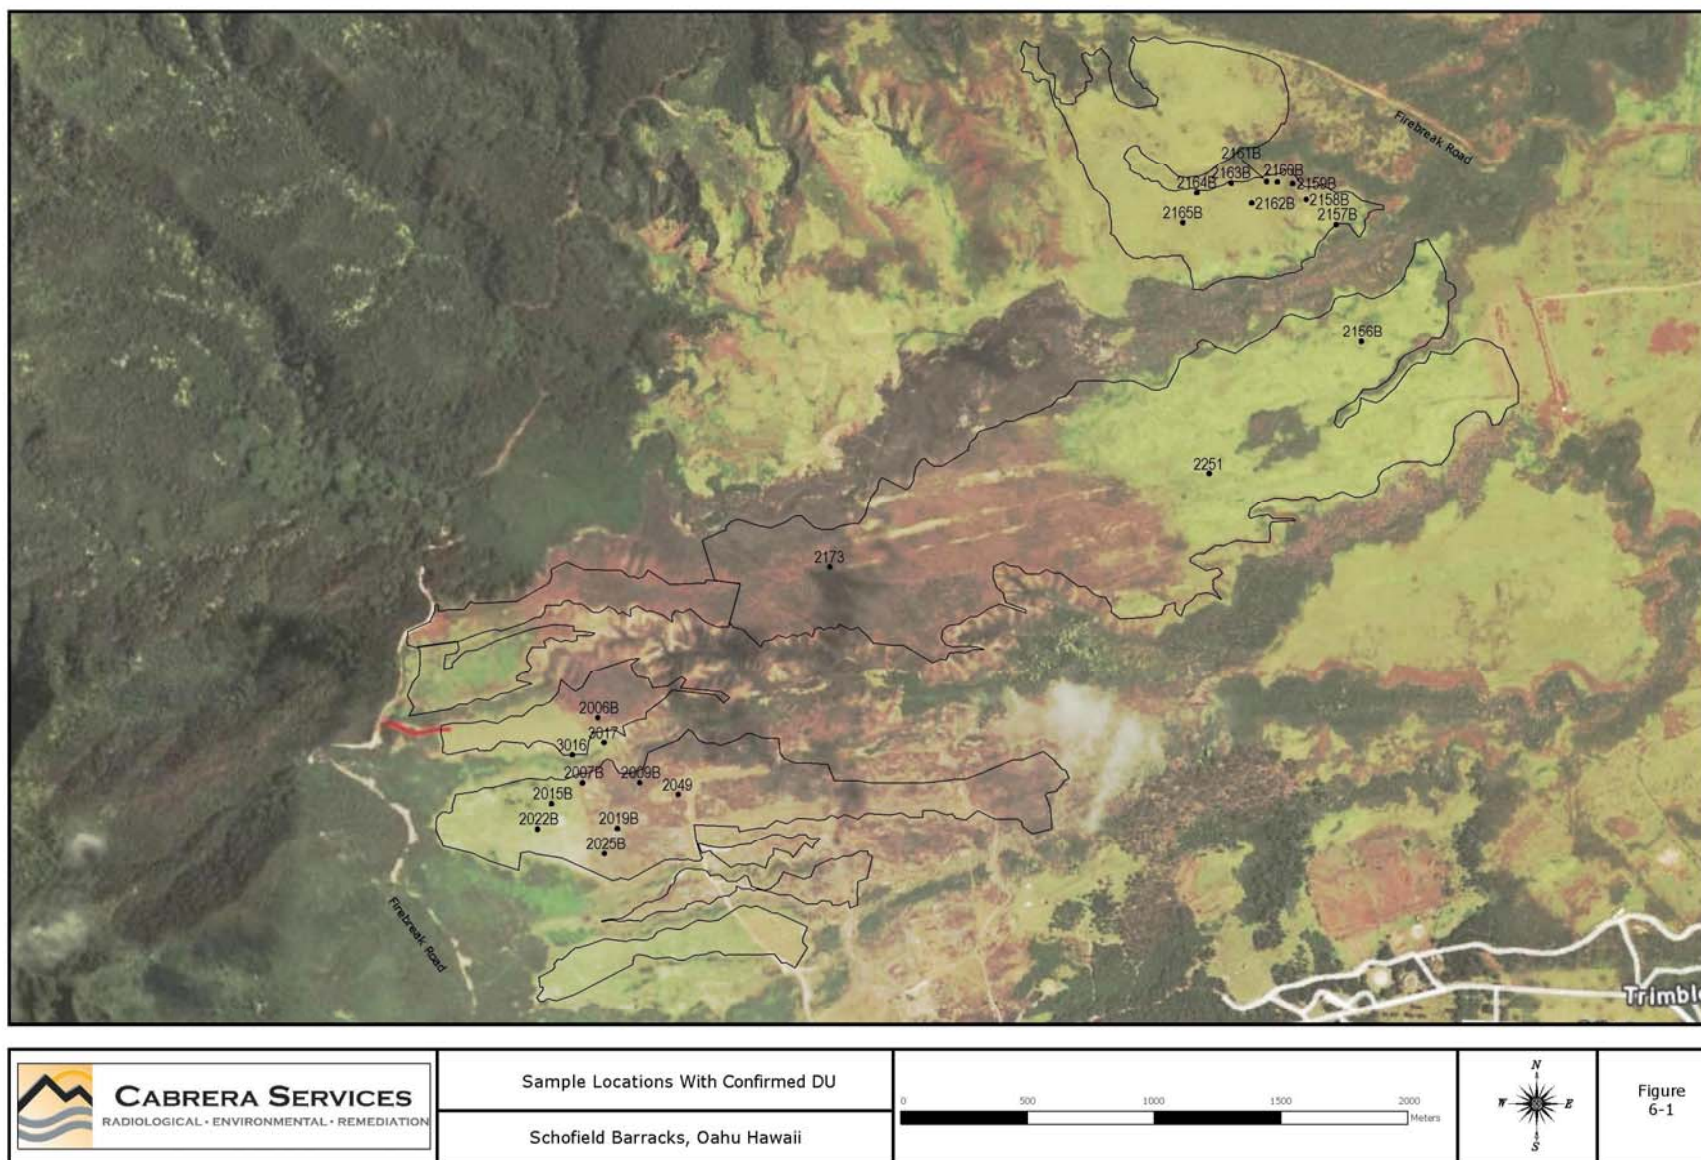 Firebreak Road
2161B
2163B
2160B
2164B
2159B
2158B
2162B
2165B
2157B
2156B
2251
2173
2006B
3017
3016
2007B
2009B
2049
2015B
2022B
2019B
2025B
Firebreak Road
Trimble
CABRERA SERVICES
RADIOLOGICAL · ENVIRONMENTAL · REMEDIATION
Sample Locations With Confirmed DU
Schofield Barracks, Oahu Hawaii
0 500 1000 1500 2000
Meters
N
W E
S
Figure
6-1